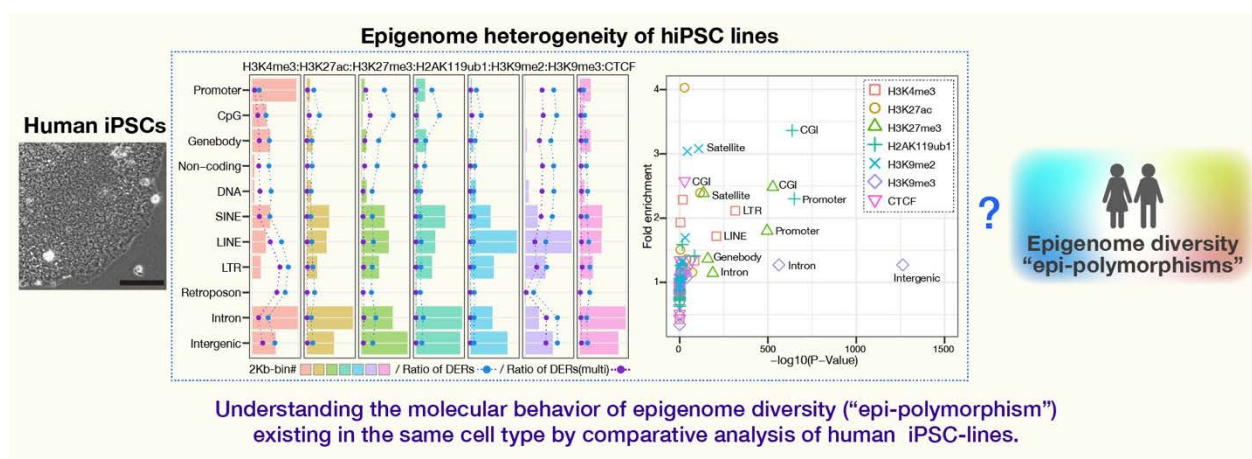 Epigenome heterogeneity of hiPSC lines
H3K4me3:H3K27ac:H3K27me3:H2AK119ub1:H3K9me2:H3K9me3:CTCF
Human iPSCs
Promoter
CpG
Genebody
Non-coding
DNA
SINE
LINE
LTR
Retroposon
Intron
Intergenic
2Kb-bin# / Ratio of DERs / Ratio of DERs(multi)
Fold enrichment
4
3
2
1
0
500
1000
1500
−log10(P-Value)
H3K4me3
H3K27ac
H3K27me3
H2AK119ub1
H3K9me2
H3K9me3
CTCF
CGI
Satellite
CGI
Satellite
CGI
Promoter
LTR
LINE
Promoter
Genebody
Intron
Intron
Intergenic
?
Epigenome diversity
“epi-polymorphisms”
Understanding the molecular behavior of epigenome diversity (“epi-polymorphism”)
existing in the same cell type by comparative analysis of human iPSC-lines.